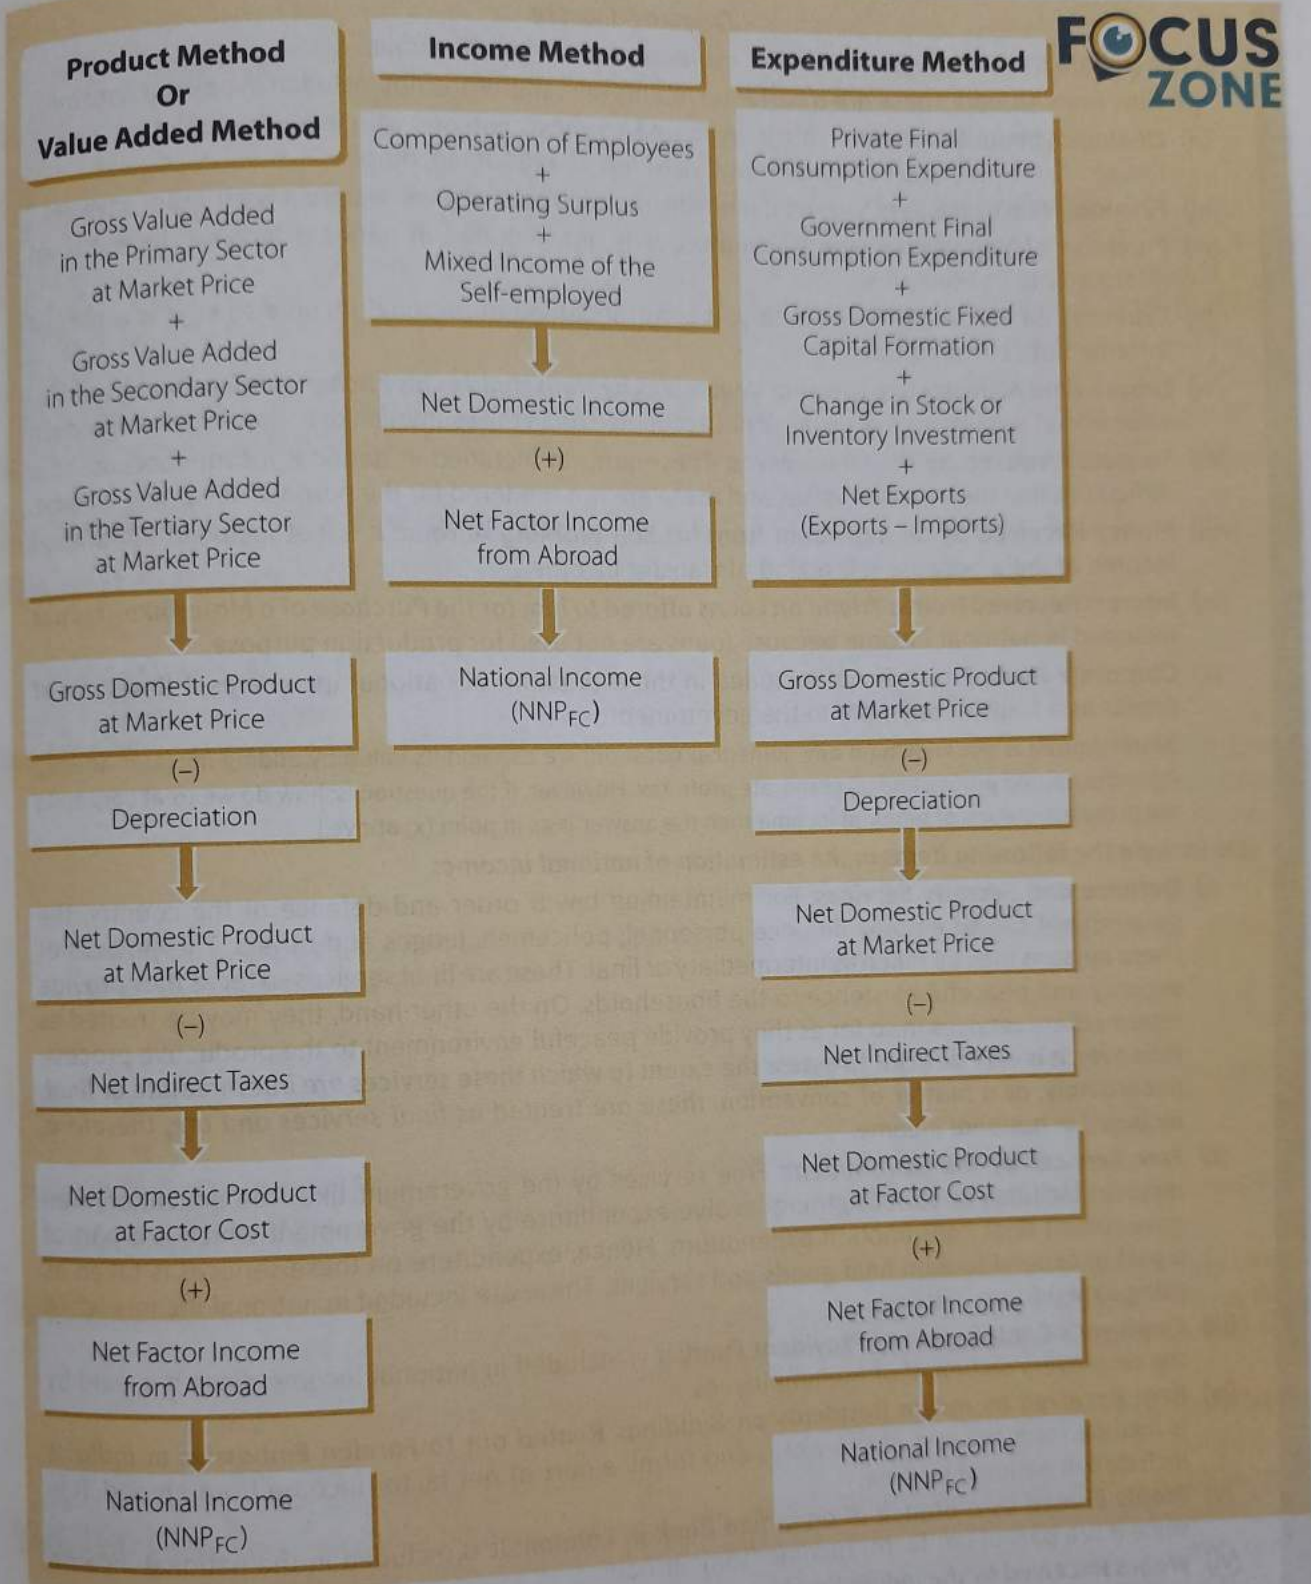 FOCUS
ZONE
Product Method
Or
Value Added Method
Gross Value Added
in the Primary Sector
at Market Price
+
Gross Value Added
in the Secondary Sector
at Market Price
+
Gross Value Added
in the Tertiary Sector
at Market Price
Gross Domestic Product
at Market Price
(–)
Depreciation
Net Domestic Product
at Market Price
(–)
Net Indirect Taxes
Net Domestic Product
at Factor Cost
(+)
Net Factor Income
from Abroad
National Income
(NNPFC)
Income Method
Compensation of Employees
+
Operating Surplus
+
Mixed Income of the
Self-employed
Net Domestic Income
(+)
Net Factor Income
from Abroad
National Income
(NNPFC)
Expenditure Method
Private Final
Consumption Expenditure
+
Government Final
Consumption Expenditure
+
Gross Domestic Fixed
Capital Formation
+
Change in Stock or
Inventory Investment
+
Net Exports
(Exports – Imports)
Gross Domestic Product
at Market Price
(–)
Depreciation
Net Domestic Product
at Market Price
(–)
Net Indirect Taxes
Net Domestic Product
at Factor Cost
(+)
Net Factor Income
from Abroad
National Income
(NNPFC)